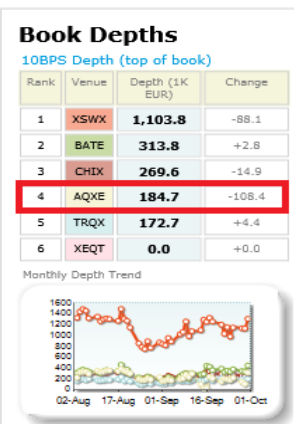 Book Depths
10BPS Depth (top of book)
Rank Venue Depth (1K EUR) Change
1 XSWX 1,103.8 -88.1
2 BATE 313.8 +2.8
3 CHIX 269.6 -14.9
4 AQXE 184.7 -108.4
5 TRQX 172.7 +4.4
6 XEQT 0.0 +0.0
Monthly Depth Trend
1600
1400
1200
1000
800
600
400
200
0
02-Aug 17-Aug 01-Sep 16-Sep 01-Oct